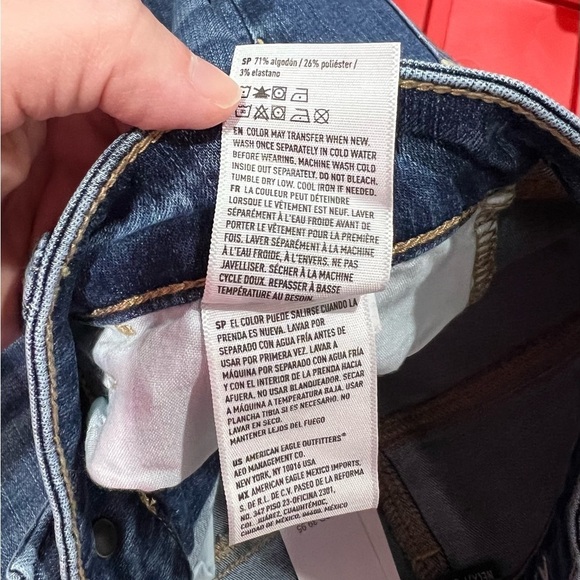 SP 71% algodón / 26% poliéster /
3% elastano
EN COLOR MAY TRANSFER WHEN NEW.
WASH ONCE SEPARATELY IN COLD WATER
BEFORE WEARING. MACHINE WASH COLD
INSIDE OUT SEPARATELY. DO NOT BLEACH.
TUMBLE DRY LOW. COOL IRON IF NEEDED.
FR LA COULEUR PEUT DÉTEINDRE
LORSQUE LE VÊTEMENT EST NEUF. LAVER
SÉPARÉMENT À L'EAU FROIDE AVANT DE
PORTER LE VÊTEMENT POUR LA PREMIÈRE
FOIS. LAVER SÉPARÉMENT À LA MACHINE
À L'EAU FROIDE, À L'ENVERS. NE PAS
JAVELLISER. SÉCHER À LA MACHINE
CYCLE DOUX. REPASSER À BASSE
TEMPÉRATURE AU BESOIN.
SP EL COLOR PUEDE SALIRSE CUANDO LA
PRENDA ES NUEVA. LAVAR POR
SEPARADO CON AGUA FRÍA ANTES DE
USAR POR PRIMERA VEZ. LAVAR A
MÁQUINA POR SEPARADO CON AGUA FRÍA
Y CON EL INTERIOR DE LA PRENDA HACIA
AFUERA. NO USAR BLANQUEADOR. SECAR
A MÁQUINA A TEMPERATURA BAJA. USAR
PLANCHA TIBIA SI ES NECESARIO. NO
LAVAR EN SECO.
MANTENER LEJOS DEL FUEGO
US AMERICAN EAGLE OUTFITTERS®
AEO MANAGEMENT CO.
NEW YORK, NY 10016 USA
MX AMERICAN EAGLE MEXICO IMPORTS,
S. DE R.L. DE C.V. PASEO DE LA REFORMA
NO. 347 PISO 23-OFICINA 2301,
COL. JUÁREZ, CUAUHTÉMOC,
CIUDAD DE MÉXICO, 06500, MÉXICO